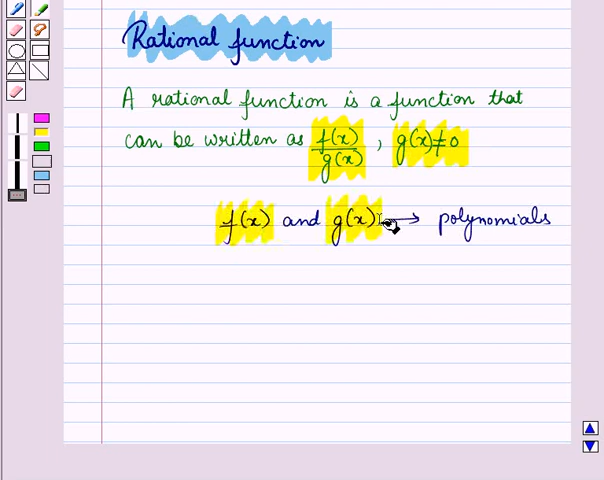 Rational function
A rational function is a function that
can be written as f(x)/g(x) , g(x)≠0
f(x) and g(x) → polynomials